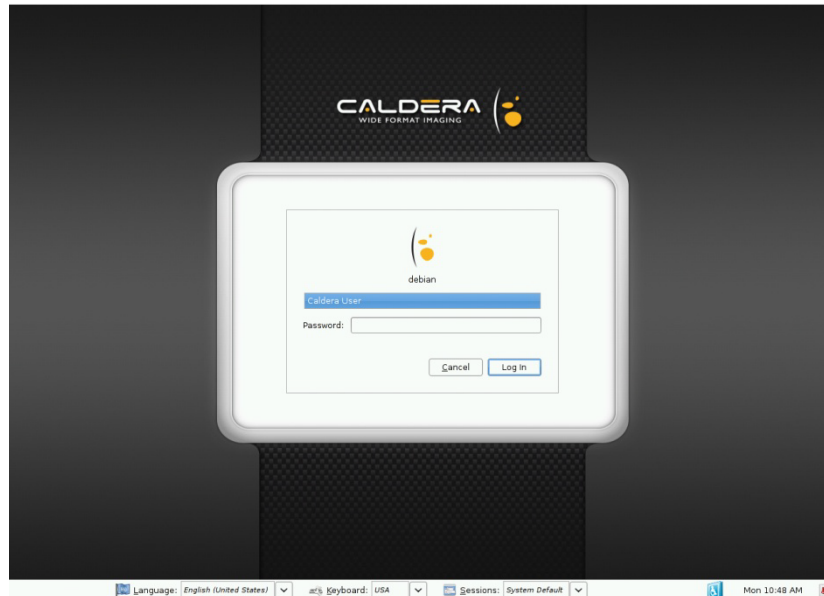 CALDERA
WIDE FORMAT IMAGING
debian
Caldera User
Password:
Cancel Log In
Language: English (United States) Keyboard: USA Sessions: System Default Mon 10:48 AM